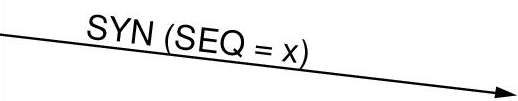 SYN (SEQ = x)